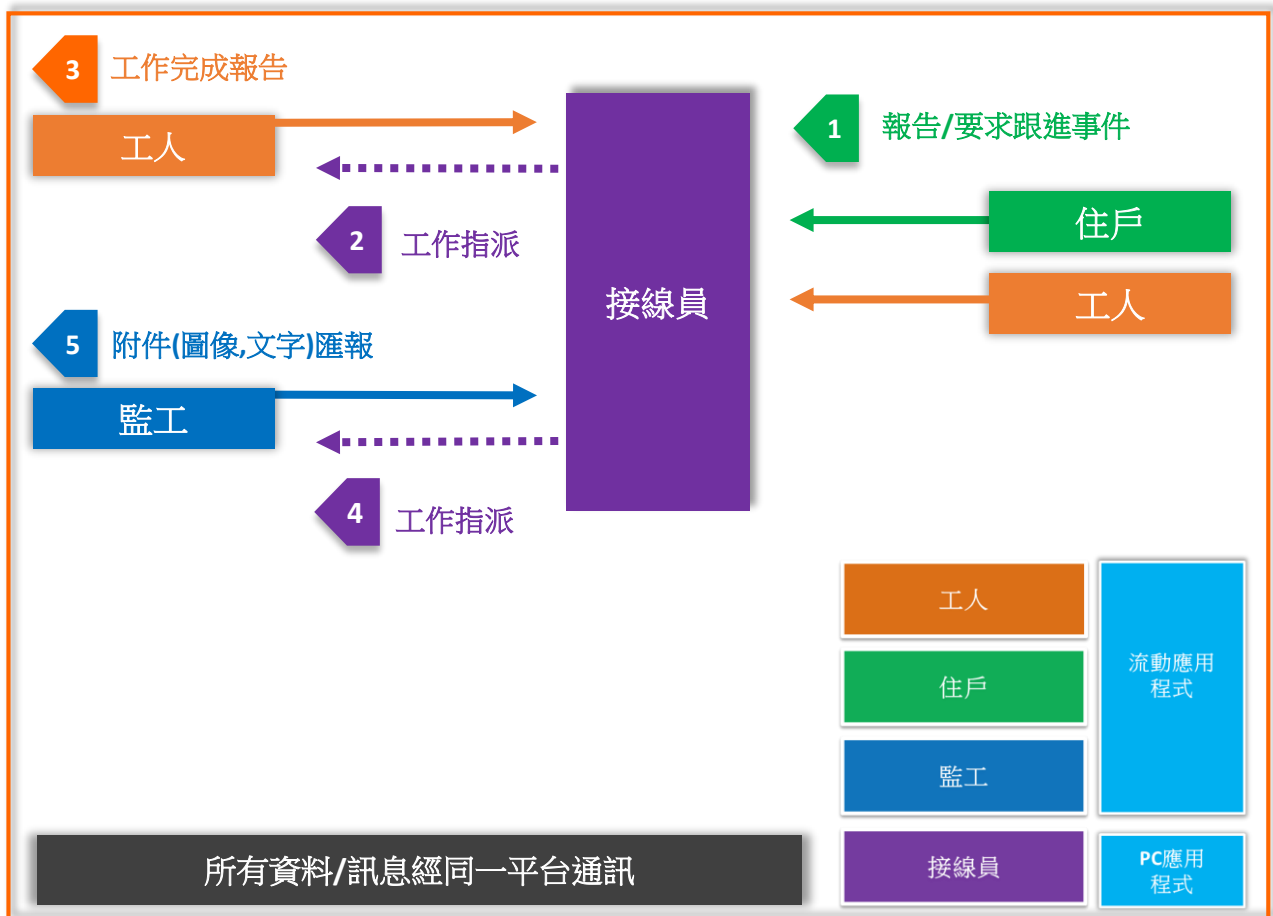 3
工作完成報告
工人
2
工作指派
5
附件(圖像,文字)匯報
監工
4
工作指派
接線員
1
報告/要求跟進事件
住戶
工人
工人
住戶
監工
接線員
流動應用
程式
PC應用
程式
所有資料/訊息經同一平台通訊